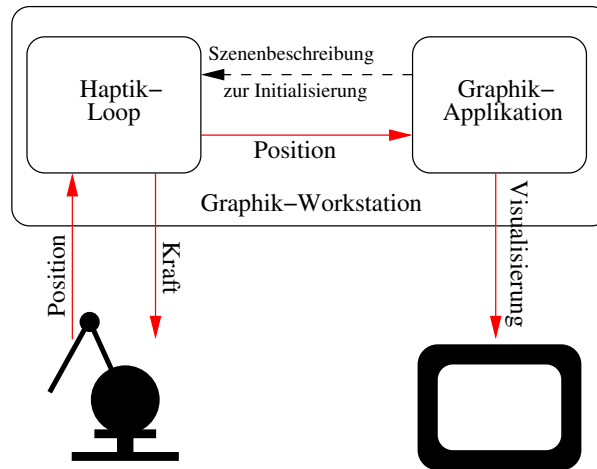 Szenenbeschreibung
zur Initialisierung
Haptik−
Loop
Graphik−
Applikation
Position
Graphik−Workstation
Position
Kraft
Visualisierung